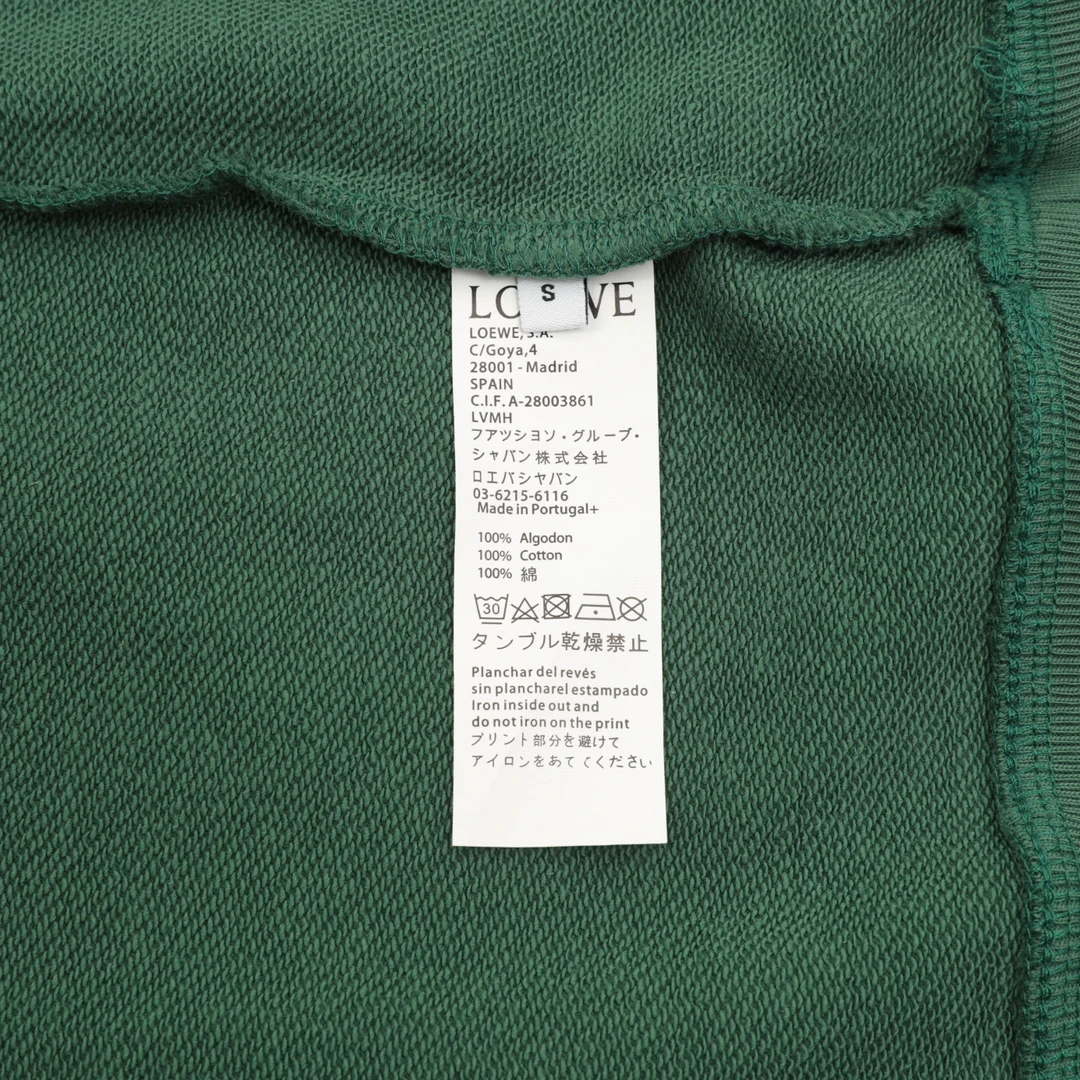 S
LOEWE
LOEWE, S.A.
C/Goya,4
28001 - Madrid
SPAIN
C.I.F. A-28003861
LVMH
フアツシヨソ・グループ・
シャパン株式会社
ロエバシヤパン
03-6215-6116
Made in Portugal+
100% Algodon
100% Cotton
100% 綿
30
タンブル乾燥禁止
Planchar del revés
sin plancharel estampado
Iron inside out and
do not iron on the print
プリント部分を避けて
アイロンをあててください